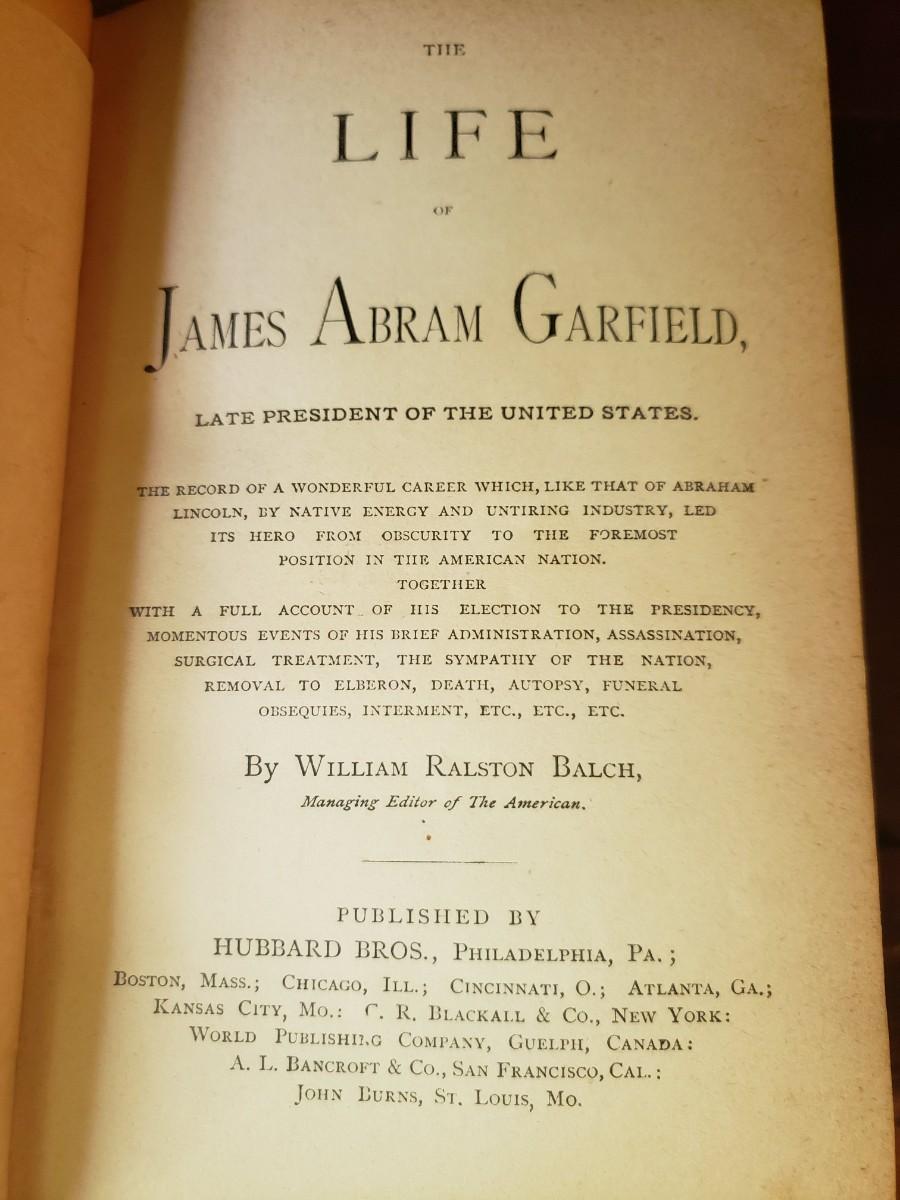 THE
LIFE
OF
JAMES ABRAM GARFIELD,
LATE PRESIDENT OF THE UNITED STATES.
THE RECORD OF A WONDERFUL CAREER WHICH, LIKE THAT OF ABRAHAM
LINCOLN, BY NATIVE ENERGY AND UNTIRING INDUSTRY, LED
ITS HERO FROM OBSCURITY TO THE FOREMOST
POSITION IN THE AMERICAN NATION.
TOGETHER
WITH A FULL ACCOUNT OF HIS ELECTION TO THE PRESIDENCY,
MOMENTOUS EVENTS OF HIS BRIEF ADMINISTRATION, ASSASSINATION,
SURGICAL TREATMENT, THE SYMPATHY OF THE NATION,
REMOVAL TO ELBERON, DEATH, AUTOPSY, FUNERAL
OBSEQUIES, INTERMENT, ETC., ETC., ETC.
By WILLIAM RALSTON BALCH,
Managing Editor of The American.
PUBLISHED BY
HUBBARD BROS., PHILADELPHIA, PA.;
BOSTON, MASS.; CHICAGO, ILL.; CINCINNATI, O.; ATLANTA, GA.;
KANSAS CITY, MO.: C. R. BLACKALL & CO., NEW YORK:
WORLD PUBLISHING COMPANY, GUELPH, CANADA:
A. L. BANCROFT & CO., SAN FRANCISCO, CAL.:
JOHN BURNS, ST. LOUIS, MO.